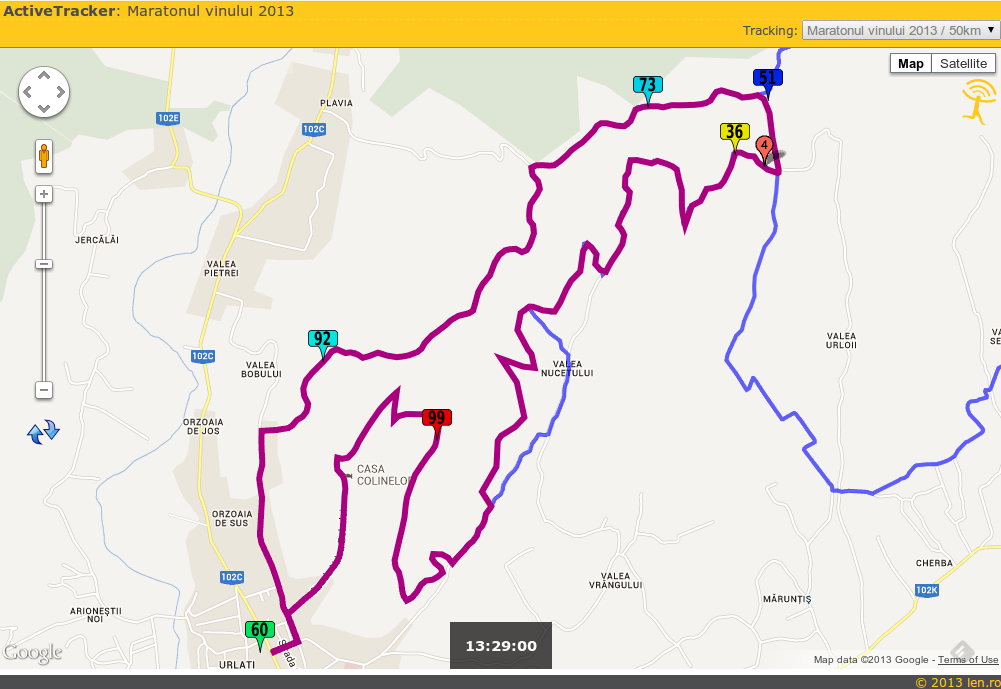 ActiveTracker: Maratonul vinului 2013
Tracking: Maratonul vinului 2013 / 50km
Map Satellite
73
51
PLAVIA
102E
102C
36
4
JERCĂLĂI
VALEA
PIETREI
92
102C
VALEA
BOBULUI
VALEA
URLOII
VALEA
NUCETULUI
99
ORZOAIA
DE JOS
CASA
COLINELOR
ORZOAIA
DE SUS
102C
VALEA
VRÂNGULUI
CHERBA
102K
MĂRUNȚIȘ
ARIONEȘTII
NOI
60
13:29:00
Google
URLATI
Strada
Map data ©2013 Google - Terms of Use
© 2013 len.ro